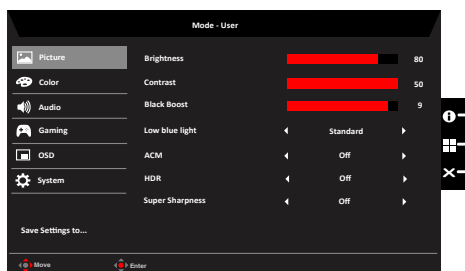 Mode - User
Picture
Brightness 80
Color
Contrast 50
Audio
Black Boost 9
Gaming
Low blue light Standard
OSD
ACM Off
System
HDR Off
Super Sharpness Off
Save Settings to...
Move Enter